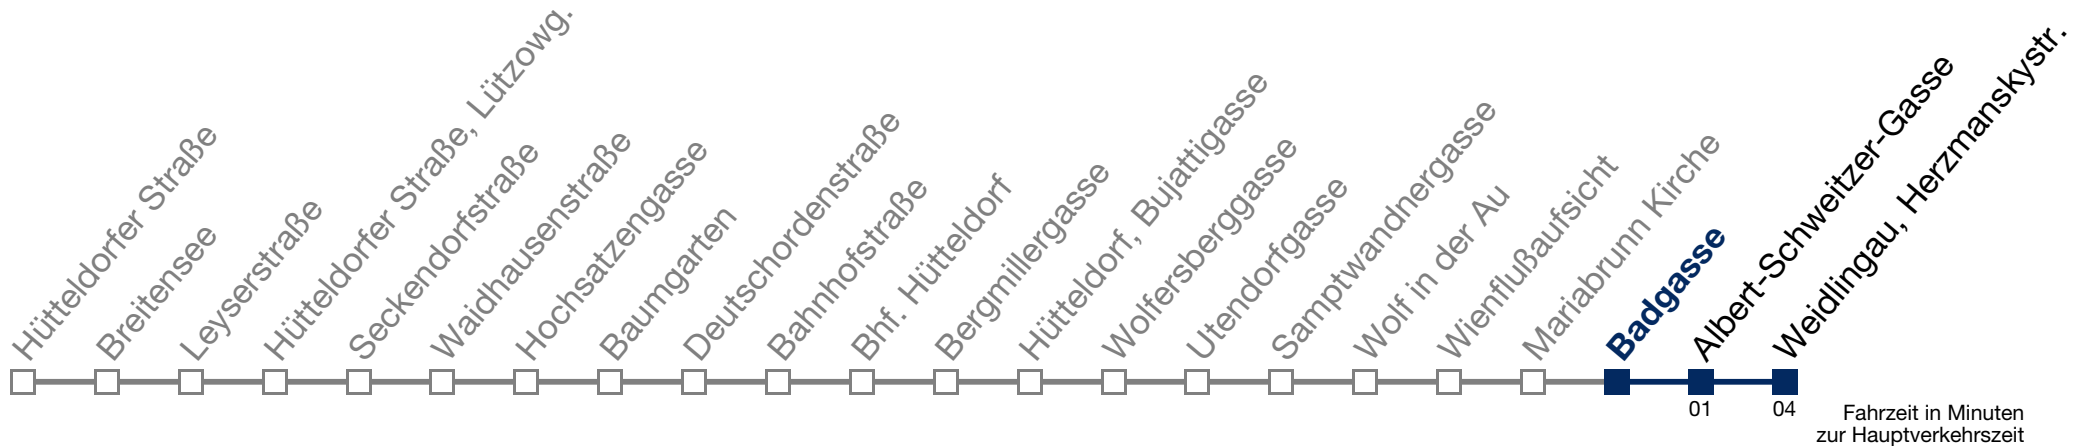 Hütteldorfer Straße
Breitensee
Leyserstraße
Hütteldorfer Straße, Lützowg.
Seckendorfstraße
Waidhausenstraße
Hochsatzengasse
Baumgarten
Deutschordenstraße
Bahnhofstraße
Bhf. Hütteldorf
Bergmillergasse
Hütteldorf, Bujattigasse
Wolfersberggasse
Utendorfgasse
Samptwandnergasse
Wolf in der Au
Wienflußaufsicht
Mariabrunn Kirche
Badgasse
Albert-Schweitzer-Gasse
Weidlingau, Herzmanskystr.
01
04
Fahrzeit in Minuten
zur Hauptverkehrszeit